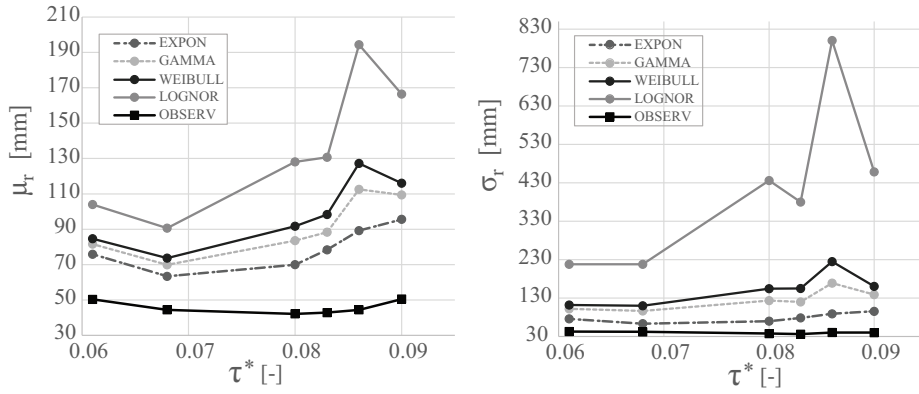 210
190
170
150
130
110
90
70
50
30
μr [mm]
EXPON
GAMMA
WEIBULL
LOGNOR
OBSERV
0.06 0.07 0.08 0.09
τ* [-]
830
730
630
530
430
330
230
130
30
σr [mm]
EXPON
GAMMA
WEIBULL
LOGNOR
OBSERV
0.06 0.07 0.08 0.09
τ* [-]